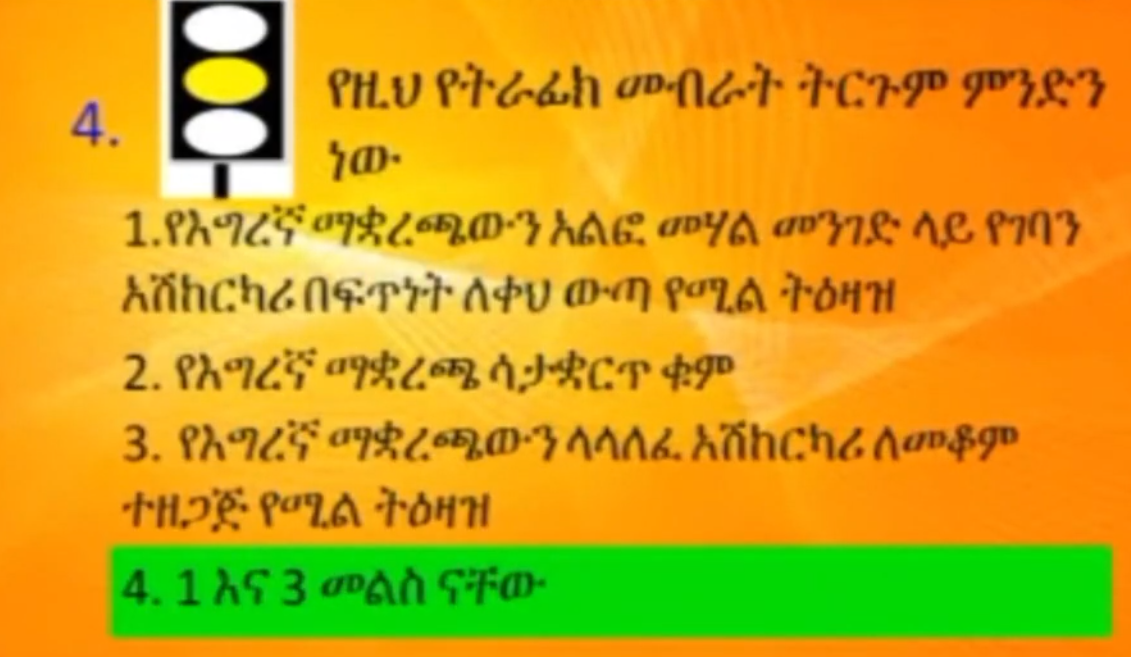 4.
የዚህ የትራፊክ መብራት ትርጉም ምንድን
ነው
1.የእግረኛ ማቋረጫውን አልፎ መሃል መንገድ ላይ የገባን
አሽከርካሪ በፍጥነት ለቀህ ውጣ የሚል ትዕዛዝ
2. የእግረኛ ማቋረጫ ሳታቋርጥ ቁም
3. የእግረኛ ማቋረጫውን ላላለፈ አሽከርካሪ ለመቆም
ተዘጋጅ የሚል ትዕዛዝ
4. 1 እና 3 መልስ ናቸው